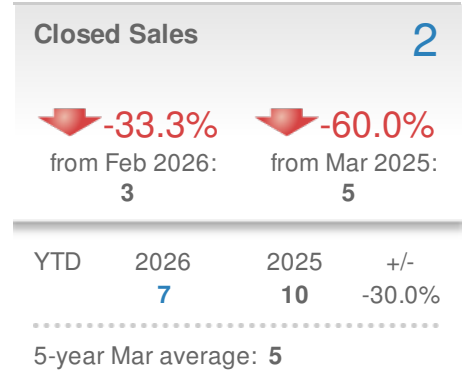 Closed Sales 2
-33.3% -60.0%
from Feb 2026: from Mar 2025:
3 5
YTD 2026 2025 +/-
7 10 -30.0%
5-year Mar average: 5